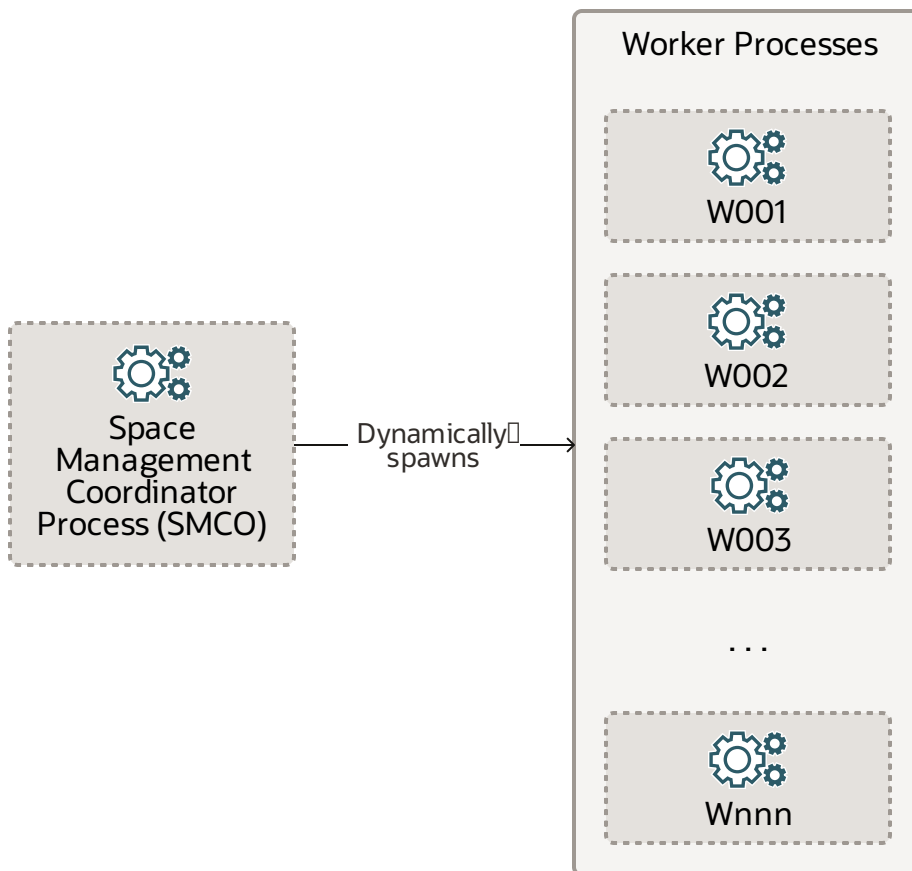 Worker Processes
W001
W002
Space
Management
Coordinator
Process (SMCO)
Dynamically
spawns
W003
. . .
Wnnn